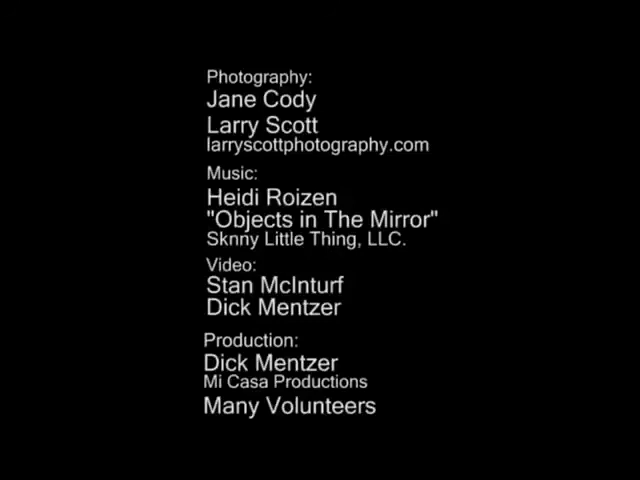 Photography:
Jane Cody
Larry Scott
larryscottphotography.com
Music:
Heidi Roizen
"Objects in The Mirror"
Sknny Little Thing, LLC.
Video:
Stan McInturf
Dick Mentzer
Production:
Dick Mentzer
Mi Casa Productions
Many Volunteers